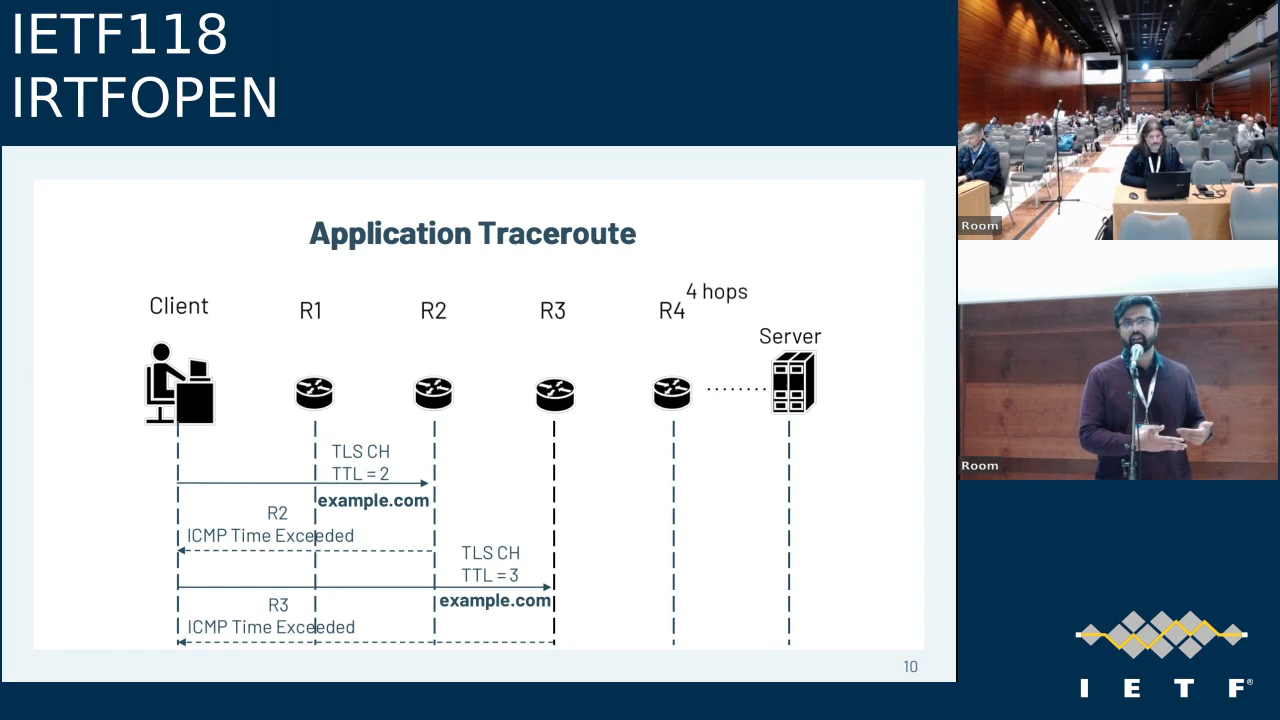 IETF118
IRTFOPEN
Application Traceroute
Client
R1
R2
R3
R4
4 hops
Server
TLS CH
TTL = 2
example.com
R2
ICMP Time Exceeded
TLS CH
TTL = 3
example.com
R3
ICMP Time Exceeded
10
Room
Room
I E T F®